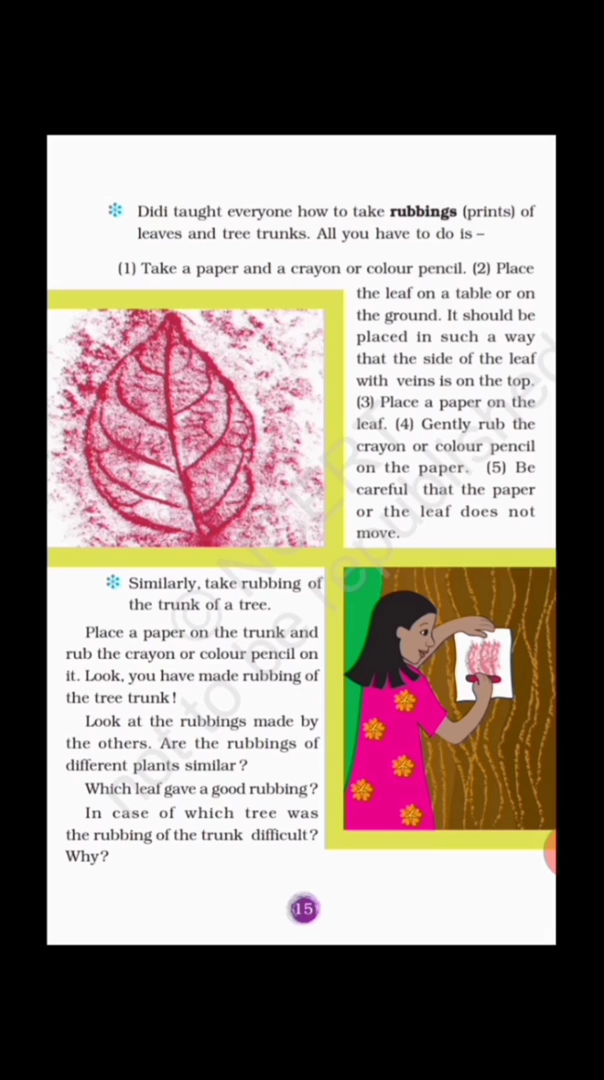 Didi taught everyone how to take rubbings (prints) of
leaves and tree trunks. All you have to do is –
(1) Take a paper and a crayon or colour pencil. (2) Place
the leaf on a table or on
the ground. It should be
placed in such a way
that the side of the leaf
with veins is on the top.
(3) Place a paper on the
leaf. (4) Gently rub the
crayon or colour pencil
on the paper. (5) Be
careful that the paper
or the leaf does not
move.
Similarly, take rubbing of
the trunk of a tree.
Place a paper on the trunk and
rub the crayon or colour pencil on
it. Look, you have made rubbing of
the tree trunk!
Look at the rubbings made by
the others. Are the rubbings of
different plants similar?
Which leaf gave a good rubbing?
In case of which tree was
the rubbing of the trunk difficult?
Why?
15
© NCERT
not to be republished